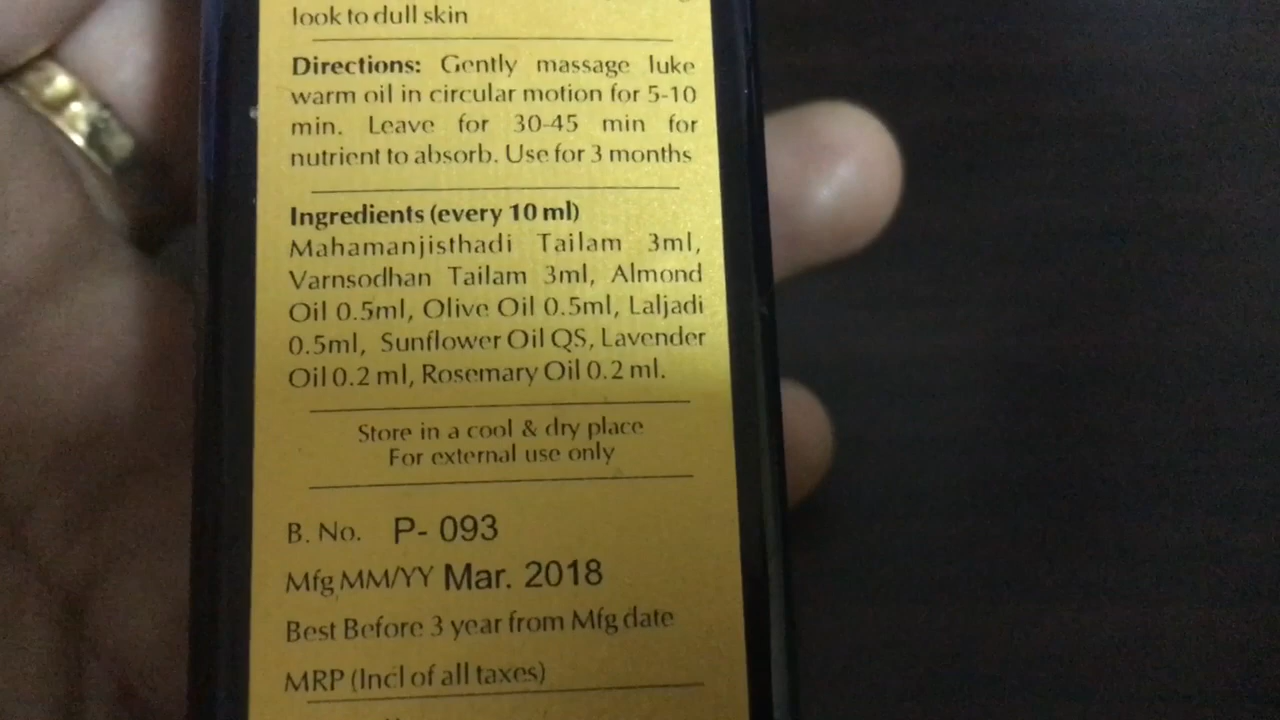 look to dull skin
Directions: Gently massage luke
warm oil in circular motion for 5-10
min. Leave for 30-45 min for
nutrient to absorb. Use for 3 months
Ingredients (every 10 ml)
Mahamanjisthadi Tailam 3ml,
Varnsodhan Tailam 3ml, Almond
Oil 0.5ml, Olive Oil 0.5ml, Laljadi
0.5ml, Sunflower Oil QS, Lavender
Oil 0.2 ml, Rosemary Oil 0.2 ml.
Store in a cool & dry place
For external use only
B. No. P- 093
Mfg MM/YY Mar. 2018
Best Before 3 year from Mfg date
MRP (Incl of all taxes)